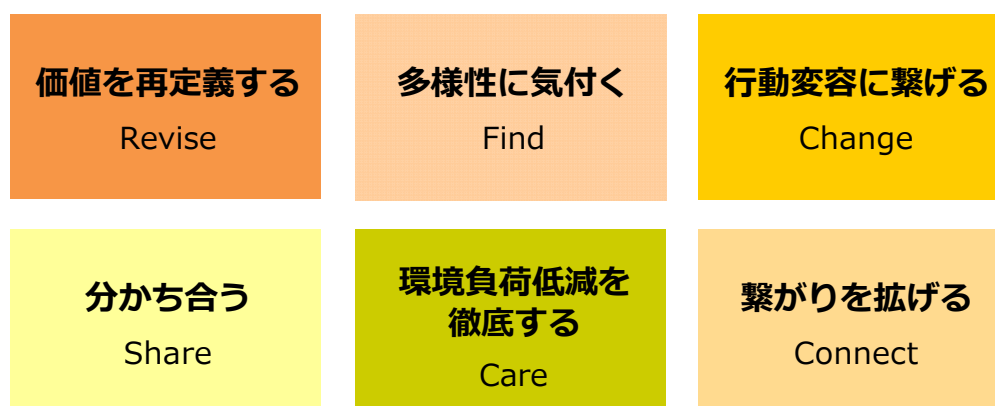 価値を再定義する
Revise
多様性に気付く
Find
行動変容に繋げる
Change
分かち合う
Share
環境負荷低減を
徹底する
Care
繋がりを拡げる
Connect